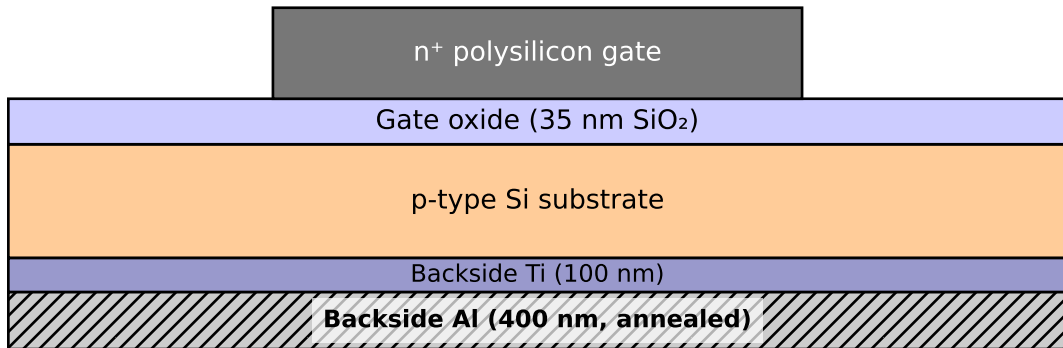 n⁺ polysilicon gate
Gate oxide (35 nm SiO₂)
p-type Si substrate
Backside Ti (100 nm)
Backside Al (400 nm, annealed)